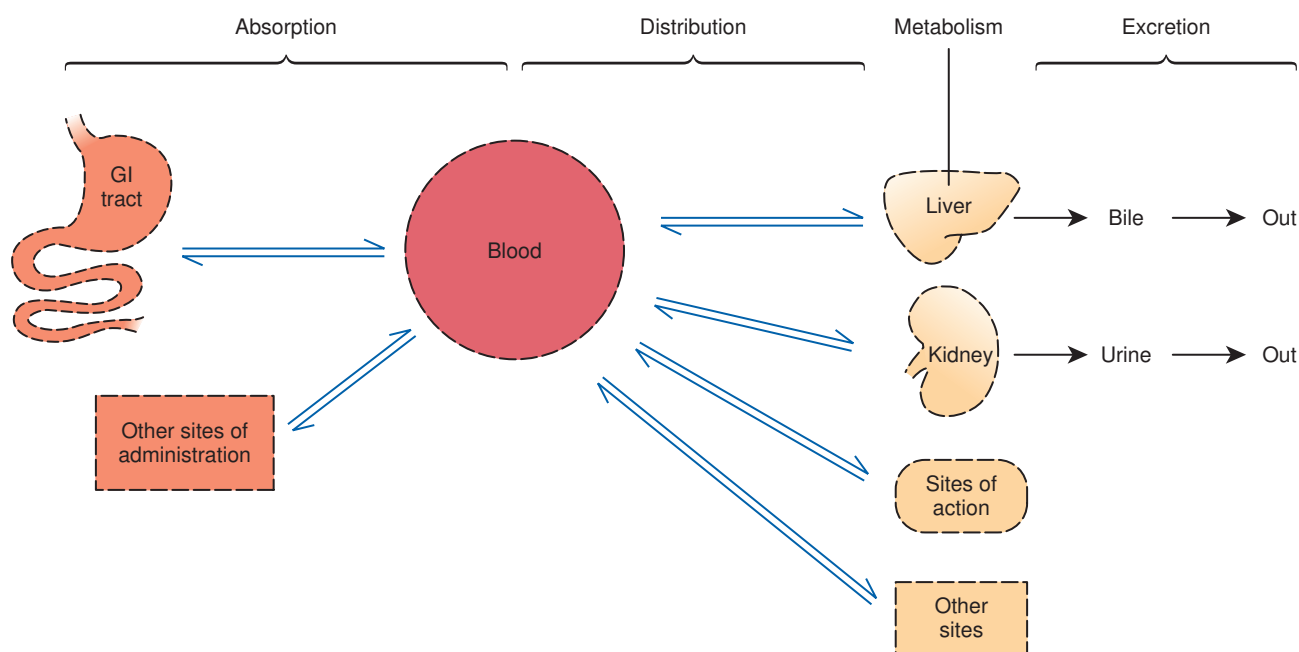 Absorption
Distribution
Metabolism
Excretion
GI
tract
Blood
Liver
Bile
Out
Kidney
Urine
Out
Other sites of
administration
Sites of
action
Other
sites